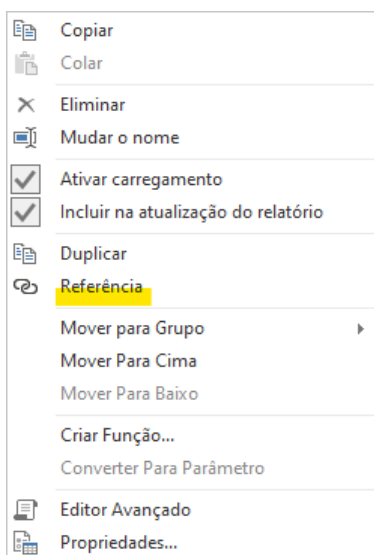 Copiar
Colar
Eliminar
Mudar o nome
Ativar carregamento
Incluir na atualização do relatório
Duplicar
Referência
Mover para Grupo
Mover Para Cima
Mover Para Baixo
Criar Função...
Converter Para Parâmetro
Editor Avançado
Propriedades...